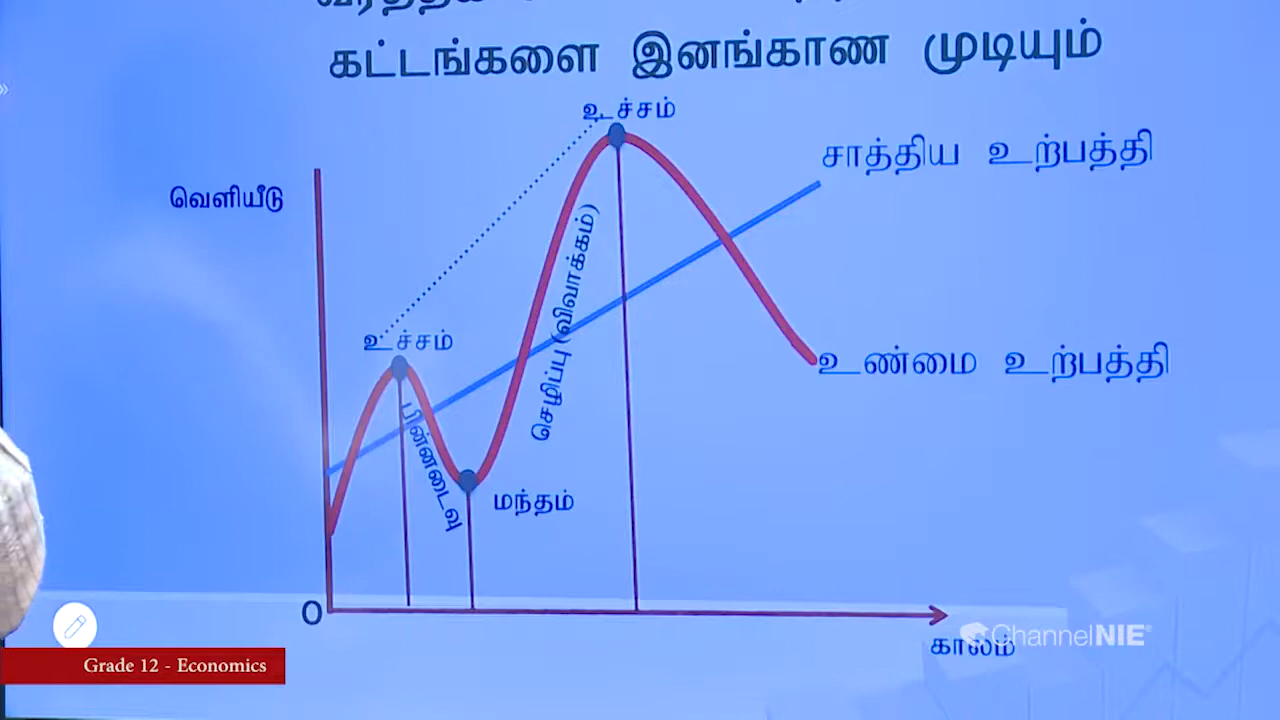 கட்டங்களை இனங்காண முடியும்
உச்சம்
சாத்திய உற்பத்தி
வெளியீடு
செழிப்பு (விவாக்கம்)
உச்சம்
உண்மை உற்பத்தி
பின்னடைவு
மந்தம்
O
காலம்
ChannelNIE
Grade 12 - Economics